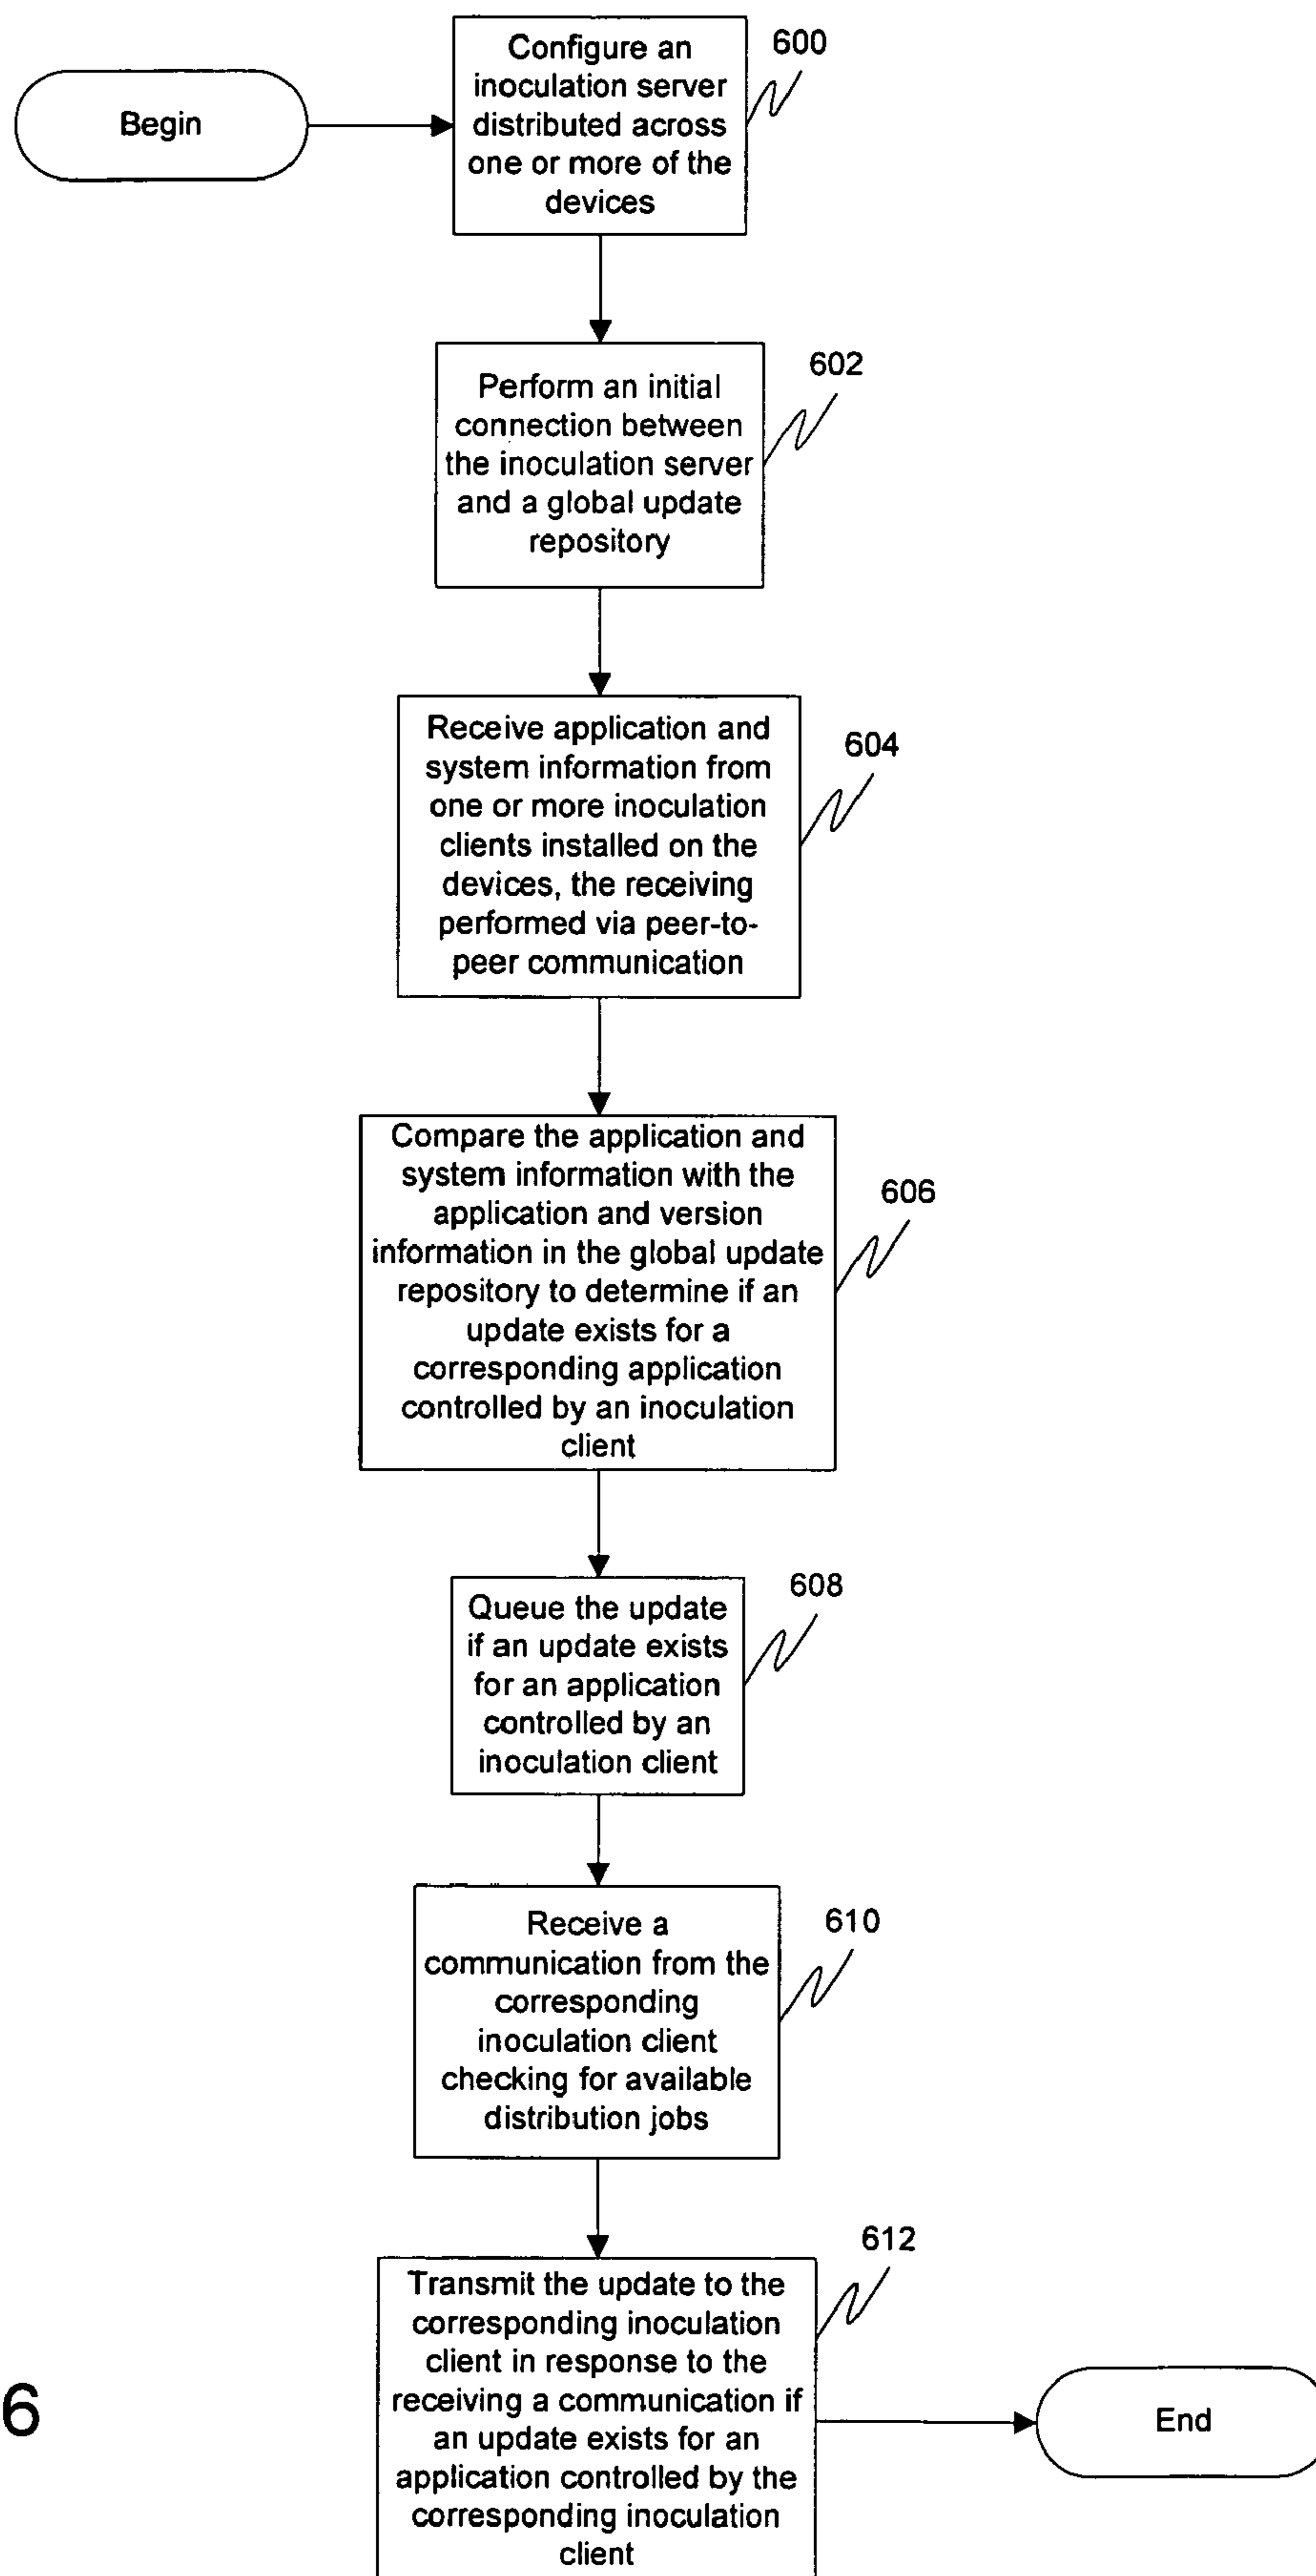 Begin
Configure an
inoculation server
distributed across
one or more of the
devices
600
Perform an initial
connection between
the inoculation server
and a global update
repository
602
Receive application and
system information from
one or more inoculation
clients installed on the
devices, the receiving
performed via peer-to-
peer communication
604
Compare the application and
system information with the
application and version
information in the global update
repository to determine if an
update exists for a
corresponding application
controlled by an inoculation
client
606
Queue the update
if an update exists
for an application
controlled by an
inoculation client
608
Receive a
communication from the
corresponding
inoculation client
checking for available
distribution jobs
610
Transmit the update to the
corresponding inoculation
client in response to the
receiving a communication if
an update exists for an
application controlled by the
corresponding inoculation
client
612
End
6